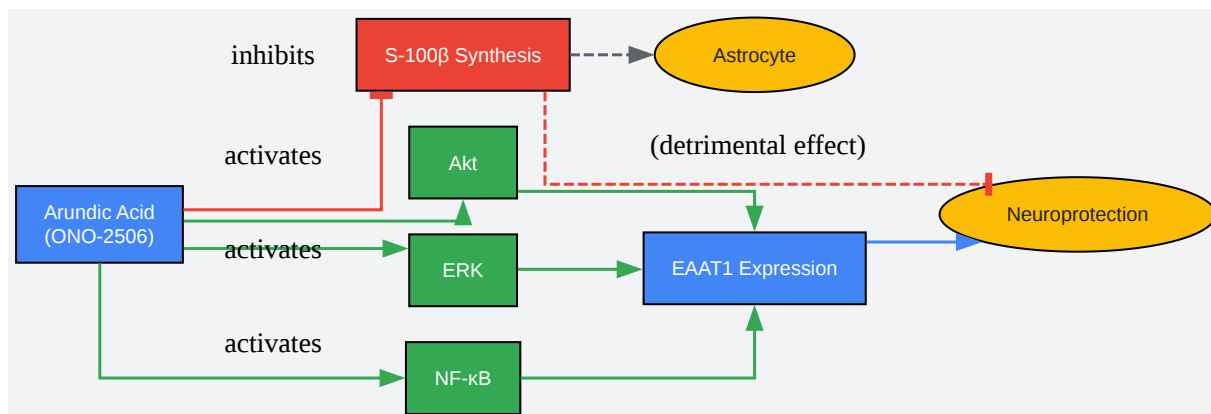 inhibits
S-100β Synthesis
Astrocyte
activates
Akt
(detrimental effect)
Arundic Acid
(ONO-2506)
Neuroprotection
activates
ERK
EAAT1 Expression
activates
NF-κB